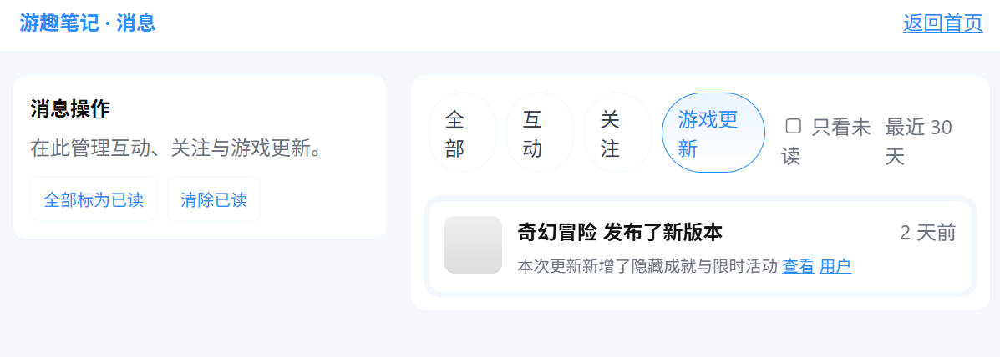 游趣笔记 · 消息
返回首页
消息操作
在此管理互动、关注与游戏更新。
全部标为已读
清除已读
全
部
互
动
关
注
游戏更
新
只看未
读
最近 30
天
奇幻冒险 发布了新版本
2 天前
本次更新新增了隐藏成就与限时活动 查看 用户